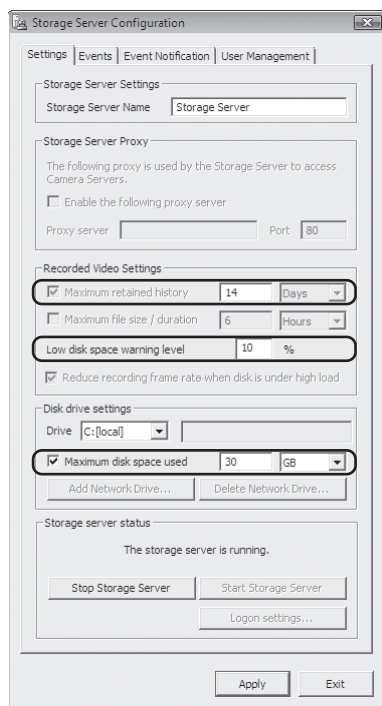 Storage Server Configuration
Settings Events Event Notification User Management
Storage Server Settings
Storage Server Name Storage Server
Storage Server Proxy
The following proxy is used by the Storage Server to access
Camera Servers.
Enable the following proxy server
Proxy server Port 80
Recorded Video Settings
Maximum retained history 14 Days
Maximum file size / duration 6 Hours
Low disk space warning level 10 %
Reduce recording frame rate when disk is under high load
Disk drive settings
Drive C:[local]
Maximum disk space used 30 GB
Add Network Drive... Delete Network Drive...
Storage server status
The storage server is running.
Stop Storage Server Start Storage Server
Logon settings...
Apply Exit